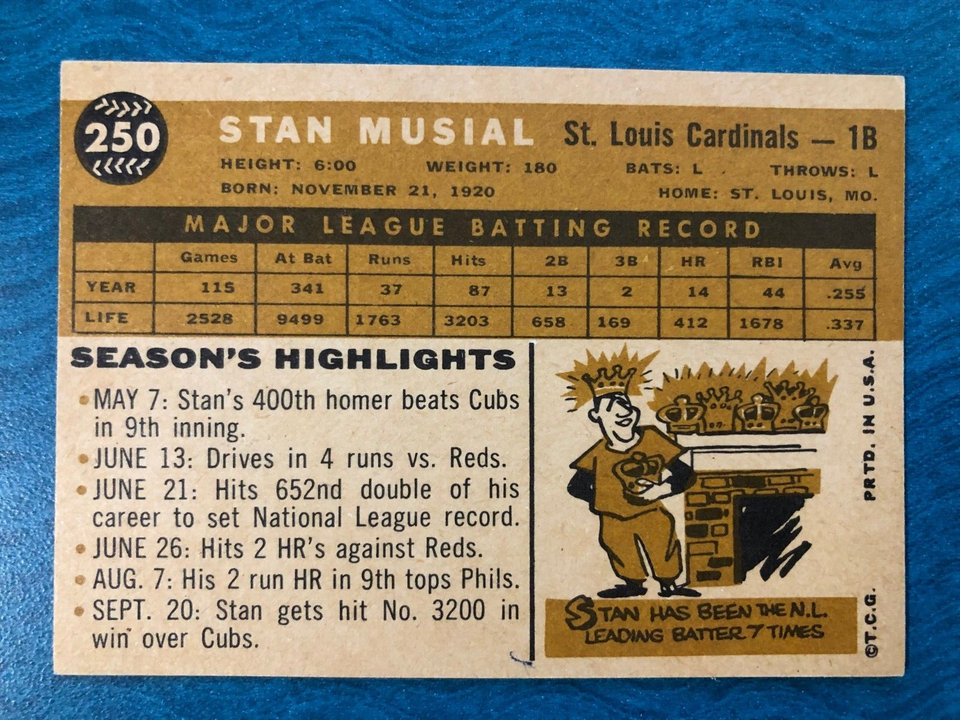 250
STAN MUSIAL St. Louis Cardinals — 1B
HEIGHT: 6:00 WEIGHT: 180 BATS: L THROWS: L
BORN: NOVEMBER 21, 1920 HOME: ST. LOUIS, MO.
MAJOR LEAGUE BATTING RECORD
Games At Bat Runs Hits 2B 3B HR RBI Avg
YEAR 115 341 37 87 13 2 14 44 .255
LIFE 2528 9499 1763 3203 658 169 412 1678 .337
SEASON'S HIGHLIGHTS
• MAY 7: Stan's 400th homer beats Cubs
in 9th inning.
• JUNE 13: Drives in 4 runs vs. Reds.
• JUNE 21: Hits 652nd double of his
career to set National League record.
• JUNE 26: Hits 2 HR's against Reds.
• AUG. 7: His 2 run HR in 9th tops Phils.
• SEPT. 20: Stan gets hit No. 3200 in
win over Cubs.
STAN HAS BEEN THE N.L.
LEADING BATTER 7 TIMES
©T.C.G. PRTD. IN U.S.A.